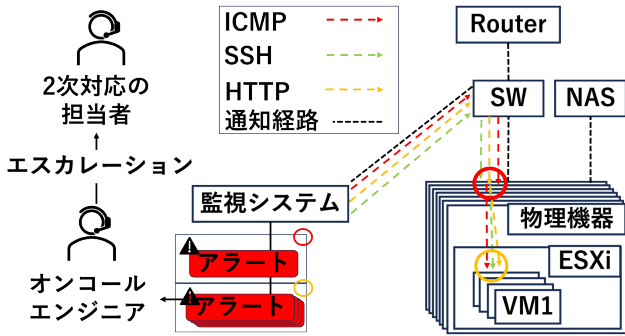 2次対応の
担当者
エスカレーション
オンコール
エンジニア
ICMP
SSH
HTTP
通知経路
監視システム
アラート
アラート
Router
SW
NAS
物理機器
ESXi
VM1